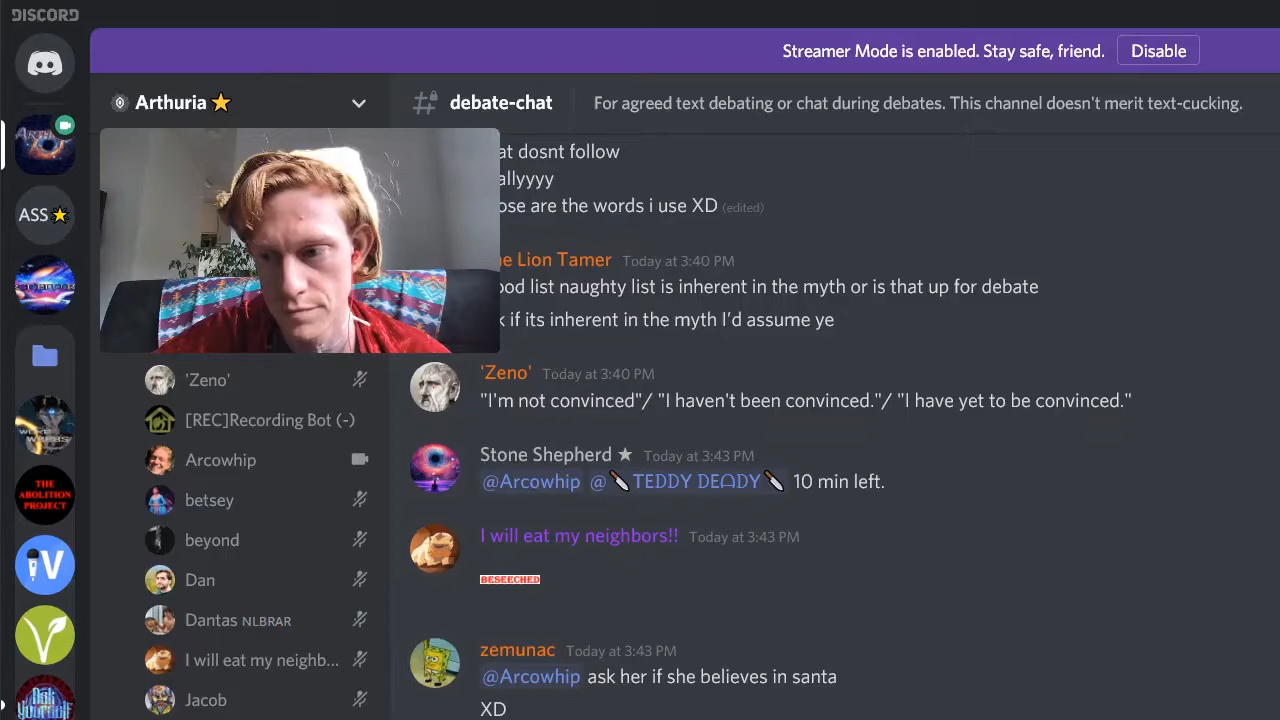 DISCORD
Streamer Mode is enabled. Stay safe, friend. Disable
Arthuria
debate-chat
For agreed text debating or chat during debates. This channel doesn't merit text-cucking.
ASS
THE ABOLITION PROJECT
V
'Zeno'
[REC]Recording Bot (-)
Arcowhip
betsey
beyond
Dan
Dantas NLBRAR
I will eat my neighb...
Jacob
at dosnt follow
allyyyy
ose are the words i use XD (edited)
e Lion Tamer Today at 3:40 PM
ood list naughty list is inherent in the myth or is that up for debate
k if its inherent in the myth I'd assume ye
'Zeno' Today at 3:40 PM
"I'm not convinced"/ "I haven't been convinced."/ "I have yet to be convinced."
Stone Shepherd ★ Today at 3:43 PM
@Arcowhip @🔪TEDDY DEᗩDY🔪 10 min left.
I will eat my neighbors!! Today at 3:43 PM
BESEECHED
zemunac Today at 3:43 PM
@Arcowhip ask her if she believes in santa
XD